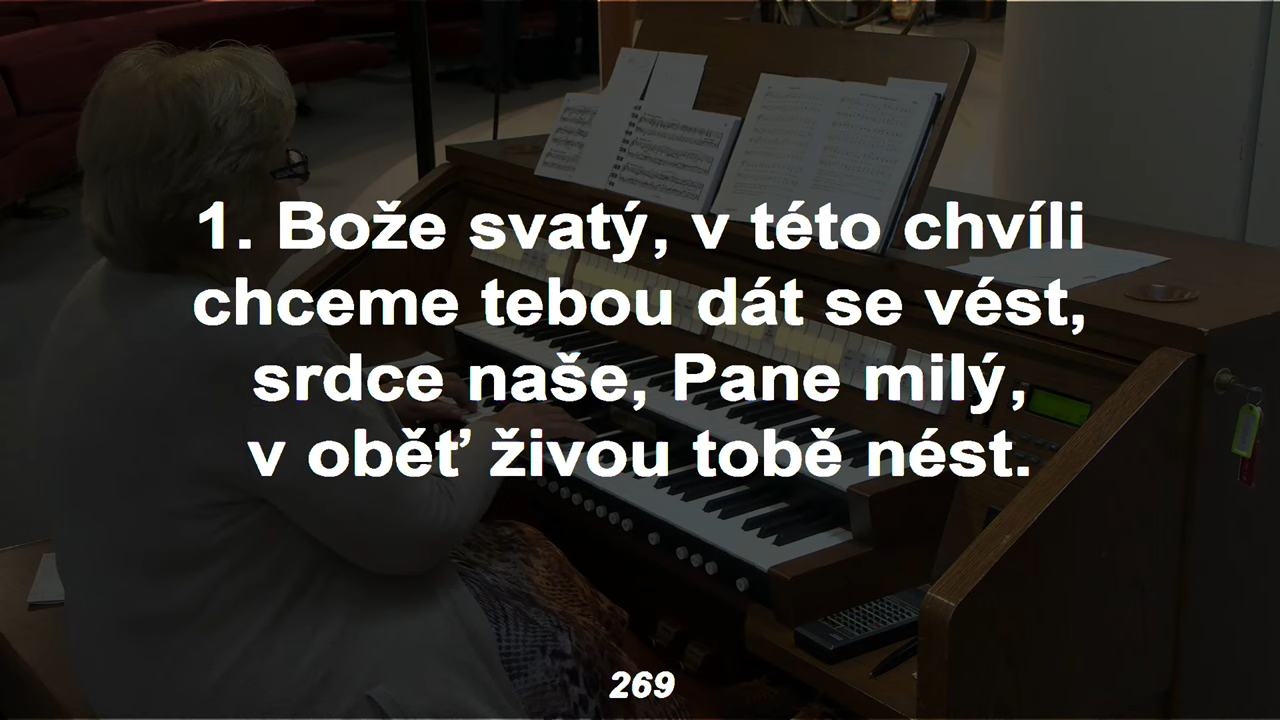 1. Bože svatý, v této chvíli
chceme tebou dát se vést,
srdce naše, Pane milý,
v oběť živou tobě nést.
269